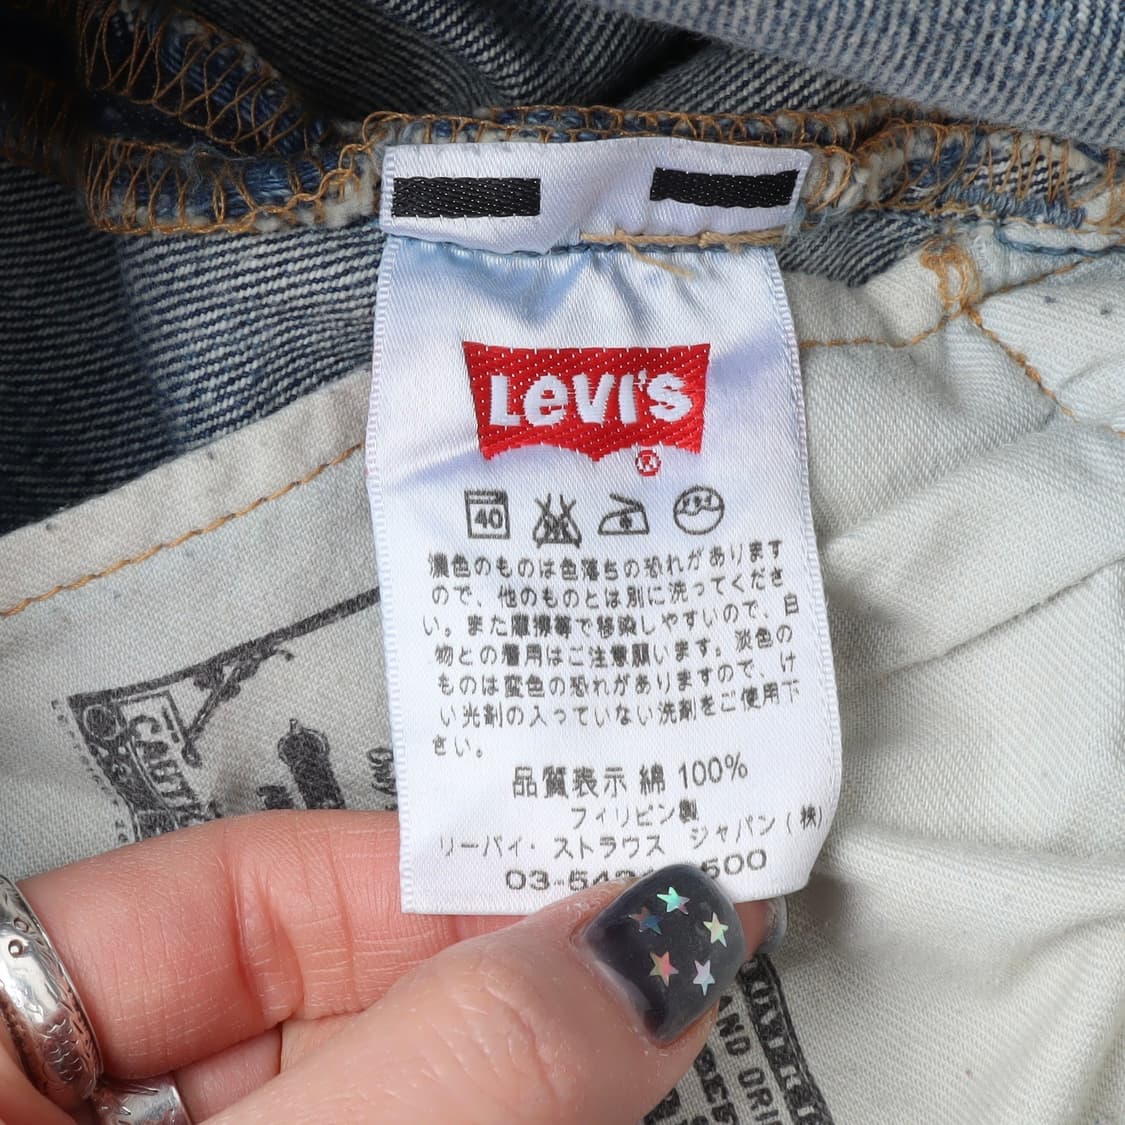 Levi's
®
40
濃色のものは色落ちの恐れがあります
ので、他のものとは別に洗ってくださ
い。また摩擦等で移染しやすいので、白
物との着用はご注意願います。淡色の
ものは変色の恐れがありますので、け
い光剤の入っていない洗剤をご使用下
さい。
品質表示 綿 100%
フィリピン製
リーバイ・ストラウス ジャパン(株)
03-54 500
CAUTI
AND ORI